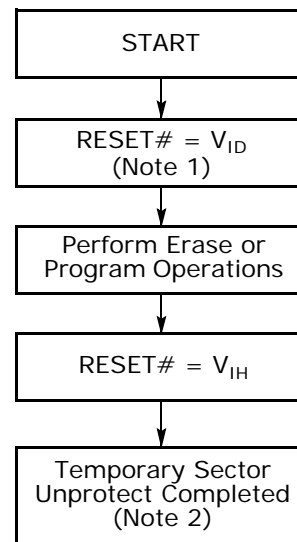 START
RESET# = V_ID
(Note 1)
Perform Erase or
Program Operations
RESET# = V_IH
Temporary Sector
Unprotect Completed
(Note 2)